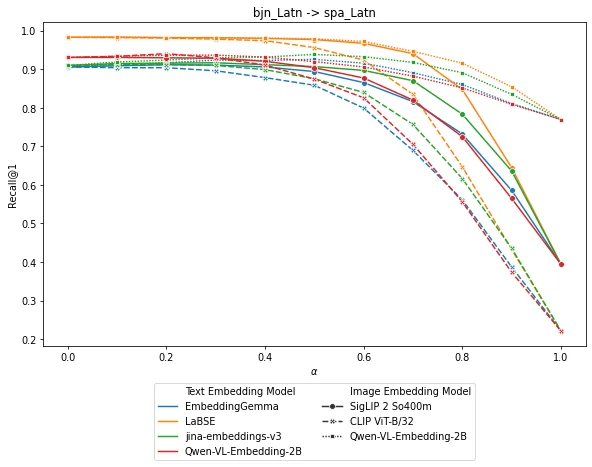 bjn_Latn -> spa_Latn
1.0
0.9
0.8
0.7
0.6
0.5
0.4
0.3
0.2
Recall@1
0.0 0.2 0.4 0.6 0.8 1.0
α
Text Embedding Model Image Embedding Model
EmbeddingGemma SigLIP 2 So400m
LaBSE CLIP ViT-B/32
jina-embeddings-v3 Qwen-VL-Embedding-2B
Qwen-VL-Embedding-2B